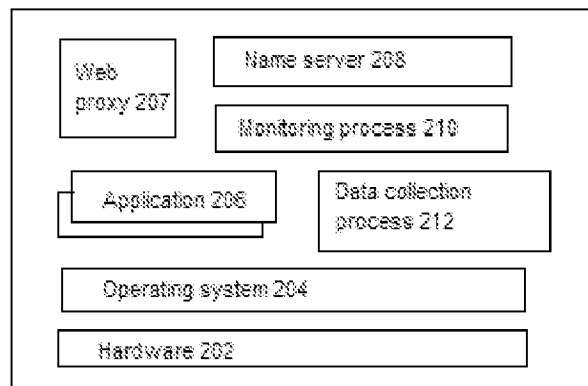 Web
proxy 207
Name server 208
Monitoring process 210
Application 206
Data collection
process 212
Operating system 204
Hardware 202